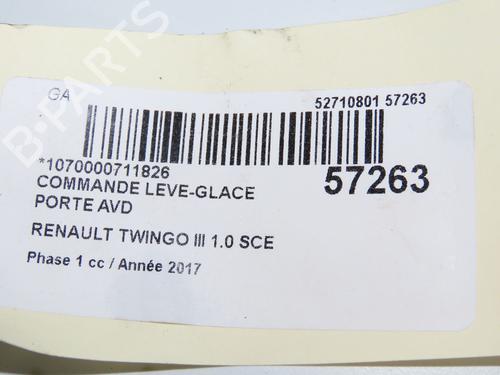 B-PARTS
GA
52710801 57263
*1070000711826
57263
COMMANDE LEVE-GLACE
PORTE AVD
RENAULT TWINGO III 1.0 SCE
Phase 1 cc / Année 2017